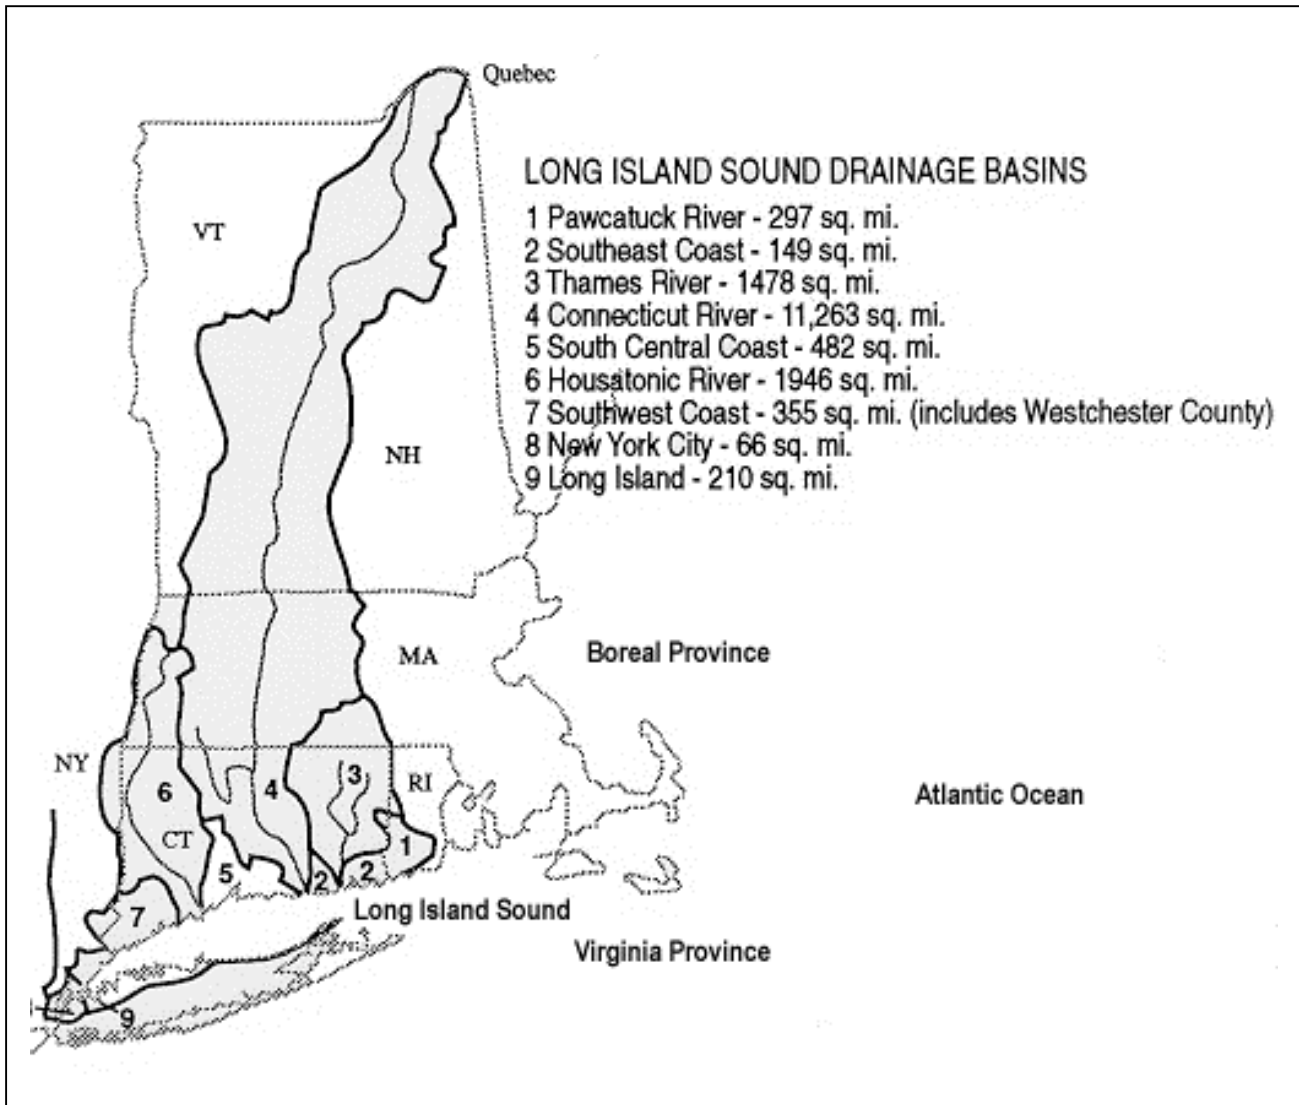 Quebec
LONG ISLAND SOUND DRAINAGE BASINS
1 Pawcatuck River - 297 sq. mi.
2 Southeast Coast - 149 sq. mi.
3 Thames River - 1478 sq. mi.
4 Connecticut River - 11,263 sq. mi.
5 South Central Coast - 482 sq. mi.
6 Housatonic River - 1946 sq. mi.
7 Southwest Coast - 355 sq. mi. (includes Westchester County)
8 New York City - 66 sq. mi.
9 Long Island - 210 sq. mi.
VT
NH
MA
Boreal Province
NY
RI
Atlantic Ocean
6
4
3
CT
1
5
2
2
7
Long Island Sound
Virginia Province
9